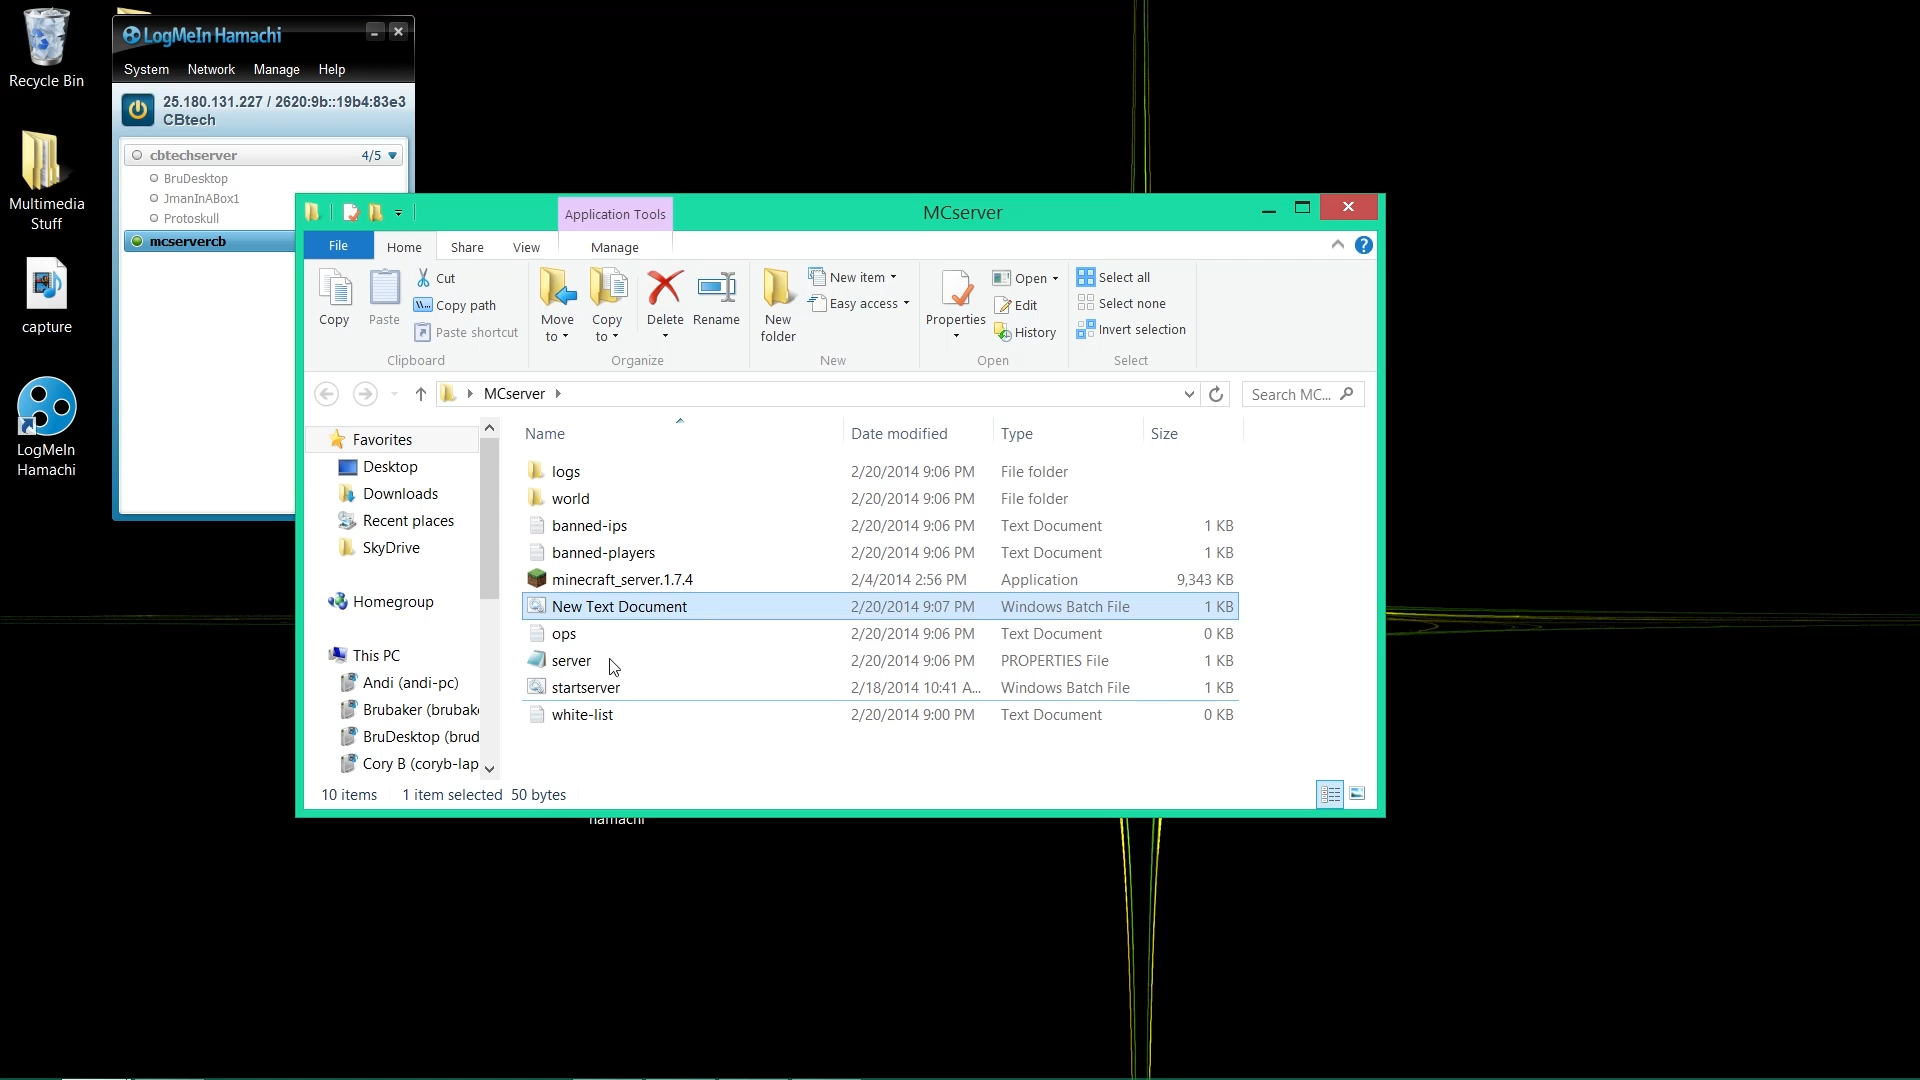 Recycle Bin
Multimedia
Stuff
capture
LogMeIn
Hamachi
LogMeIn Hamachi
System Network Manage Help
25.180.131.227 / 2620:9b::19b4:83e3
CBtech
cbtechserver 4/5
BruDesktop
JmanInABox1
Protoskull
mcservercb
Application Tools
MCserver
File Home Share View Manage
Copy
Paste
Cut
Copy path
Paste shortcut
Clipboard
Move
to
Copy
to
Delete
Rename
Organize
New
folder
New item
Easy access
New
Properties
Open
Edit
History
Open
Select all
Select none
Invert selection
Select
MCserver
Search MC...
Favorites
Desktop
Downloads
Recent places
SkyDrive
Homegroup
This PC
Andi (andi-pc)
Brubaker (brubak
BruDesktop (brud
Cory B (coryb-lap
Name Date modified Type Size
logs 2/20/2014 9:06 PM File folder
world 2/20/2014 9:06 PM File folder
banned-ips 2/20/2014 9:06 PM Text Document 1 KB
banned-players 2/20/2014 9:06 PM Text Document 1 KB
minecraft_server.1.7.4 2/4/2014 2:56 PM Application 9,343 KB
New Text Document 2/20/2014 9:07 PM Windows Batch File 1 KB
ops 2/20/2014 9:06 PM Text Document 0 KB
server 2/20/2014 9:06 PM PROPERTIES File 1 KB
startserver 2/18/2014 10:41 A... Windows Batch File 1 KB
white-list 2/20/2014 9:00 PM Text Document 0 KB
10 items 1 item selected 50 bytes
hamachi